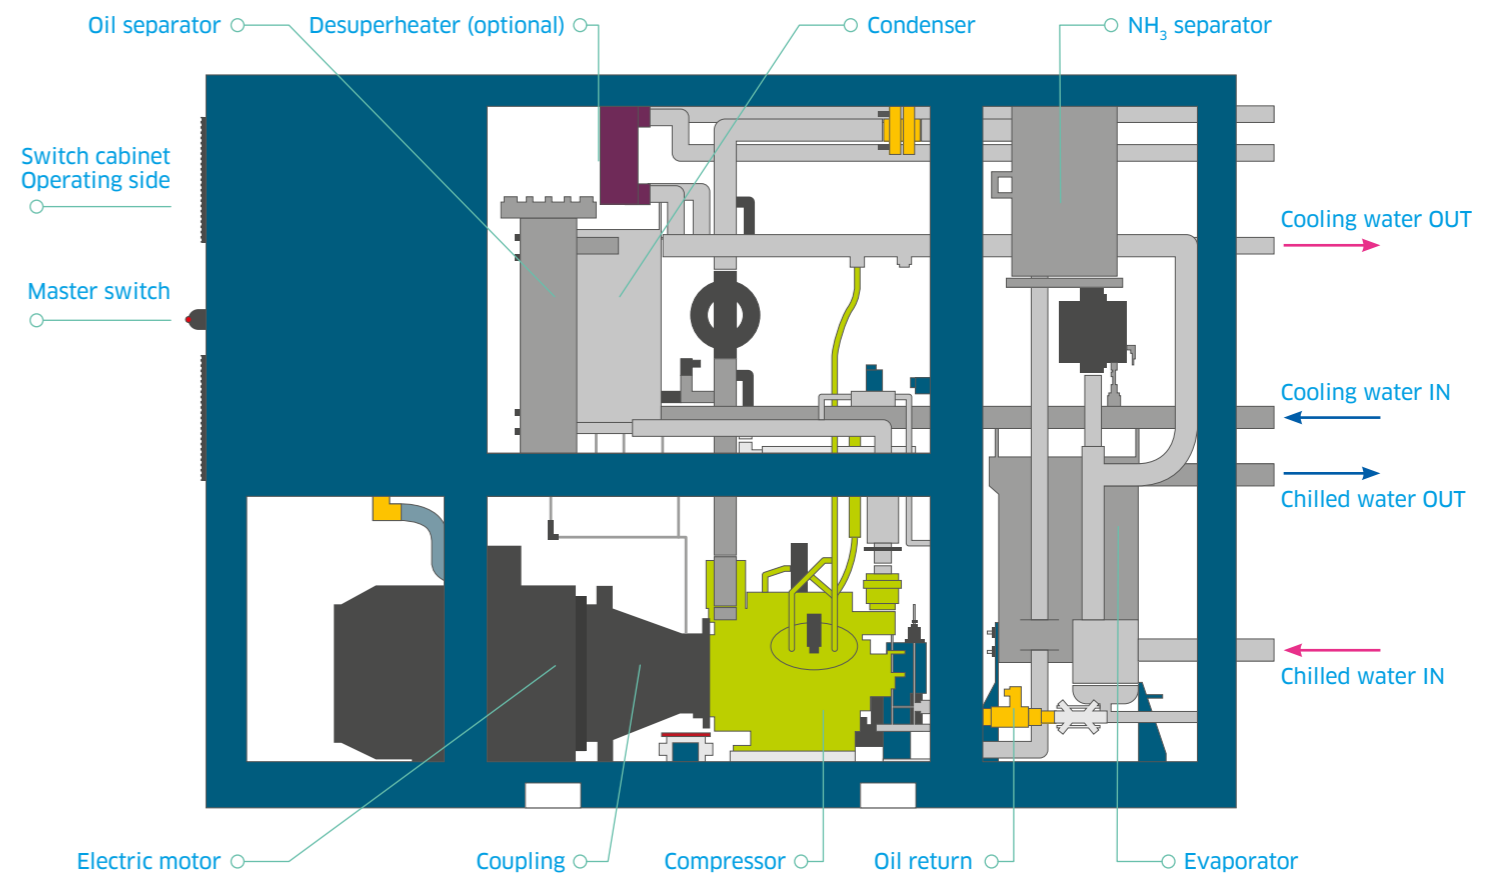 Oil separator
Desuperheater (optional)
Condenser
NH₃ separator
Switch cabinet
Operating side
Master switch
Cooling water OUT
Cooling water IN
Chilled water OUT
Chilled water IN
Electric motor
Coupling
Compressor
Oil return
Evaporator